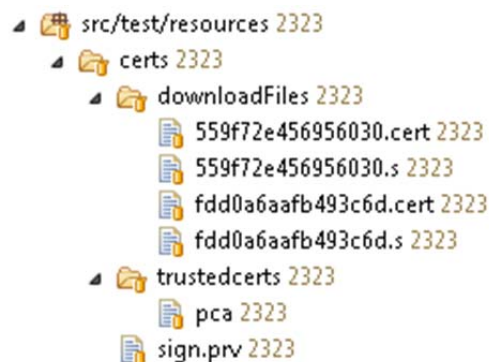 src/test/resources 2323
certs 2323
downloadFiles 2323
559f72e456956030.cert 2323
559f72e456956030.s 2323
fdd0a6aafb493c6d.cert 2323
fdd0a6aafb493c6d.s 2323
trustedcerts 2323
pca 2323
sign.prv 2323